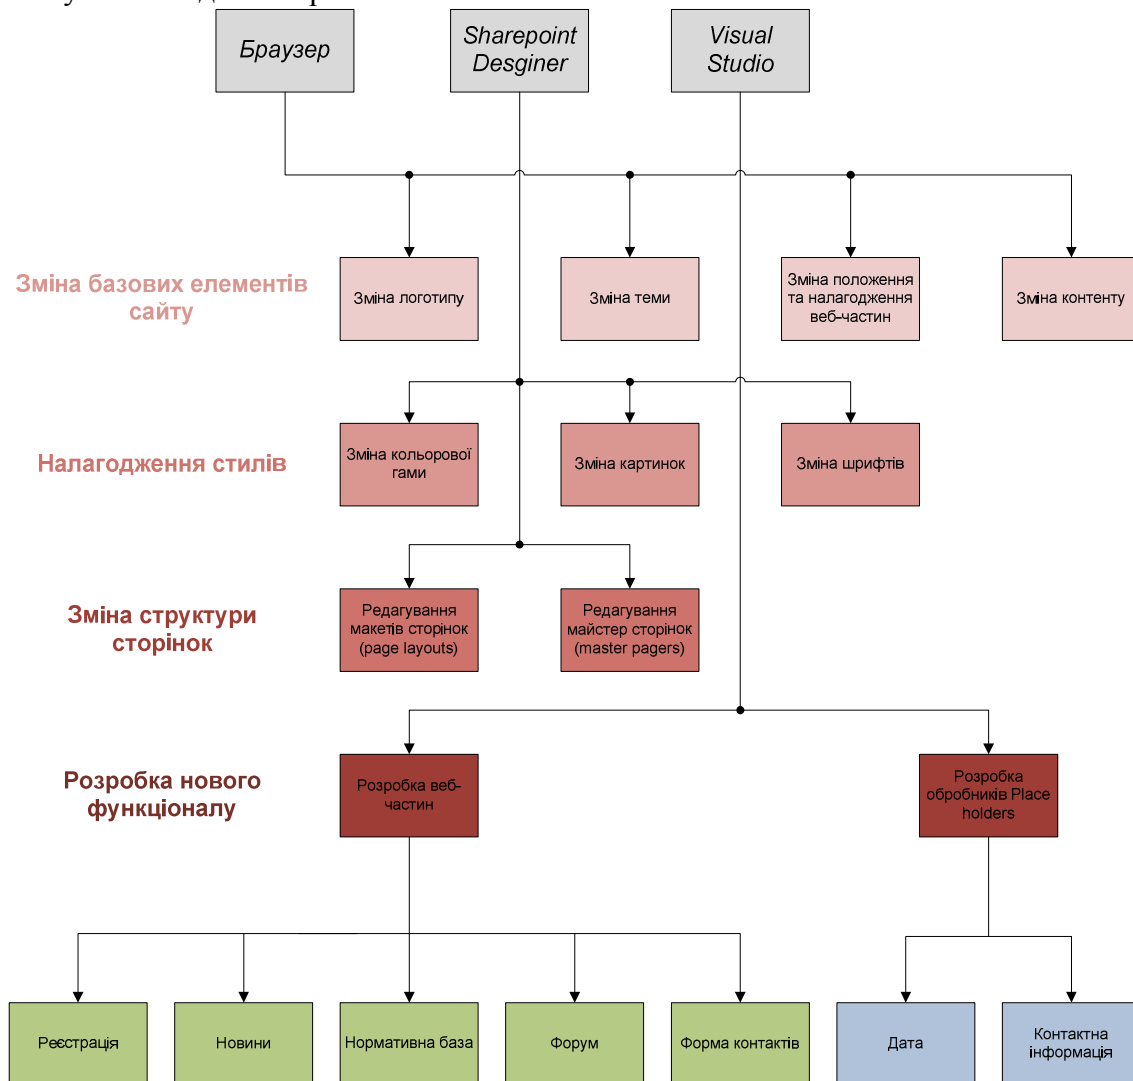 Браузер
Sharepoint
Desginer
Visual
Studio
Зміна базових елементів
сайту
Зміна логотипу
Зміна теми
Зміна положення
та налагодження
веб-частин
Зміна контенту
Налагодження стилів
Зміна кольорової
гами
Зміна картинок
Зміна шрифтів
Зміна структури
сторінок
Редагування
макетів сторінок
(page layouts)
Редагування
майстер сторінок
(master pagers)
Розробка нового
функціоналу
Розробка веб-
частин
Розробка
обробників Place
holders
Реєстрація
Новини
Нормативна база
Форум
Форма контактів
Дата
Контактна
інформація